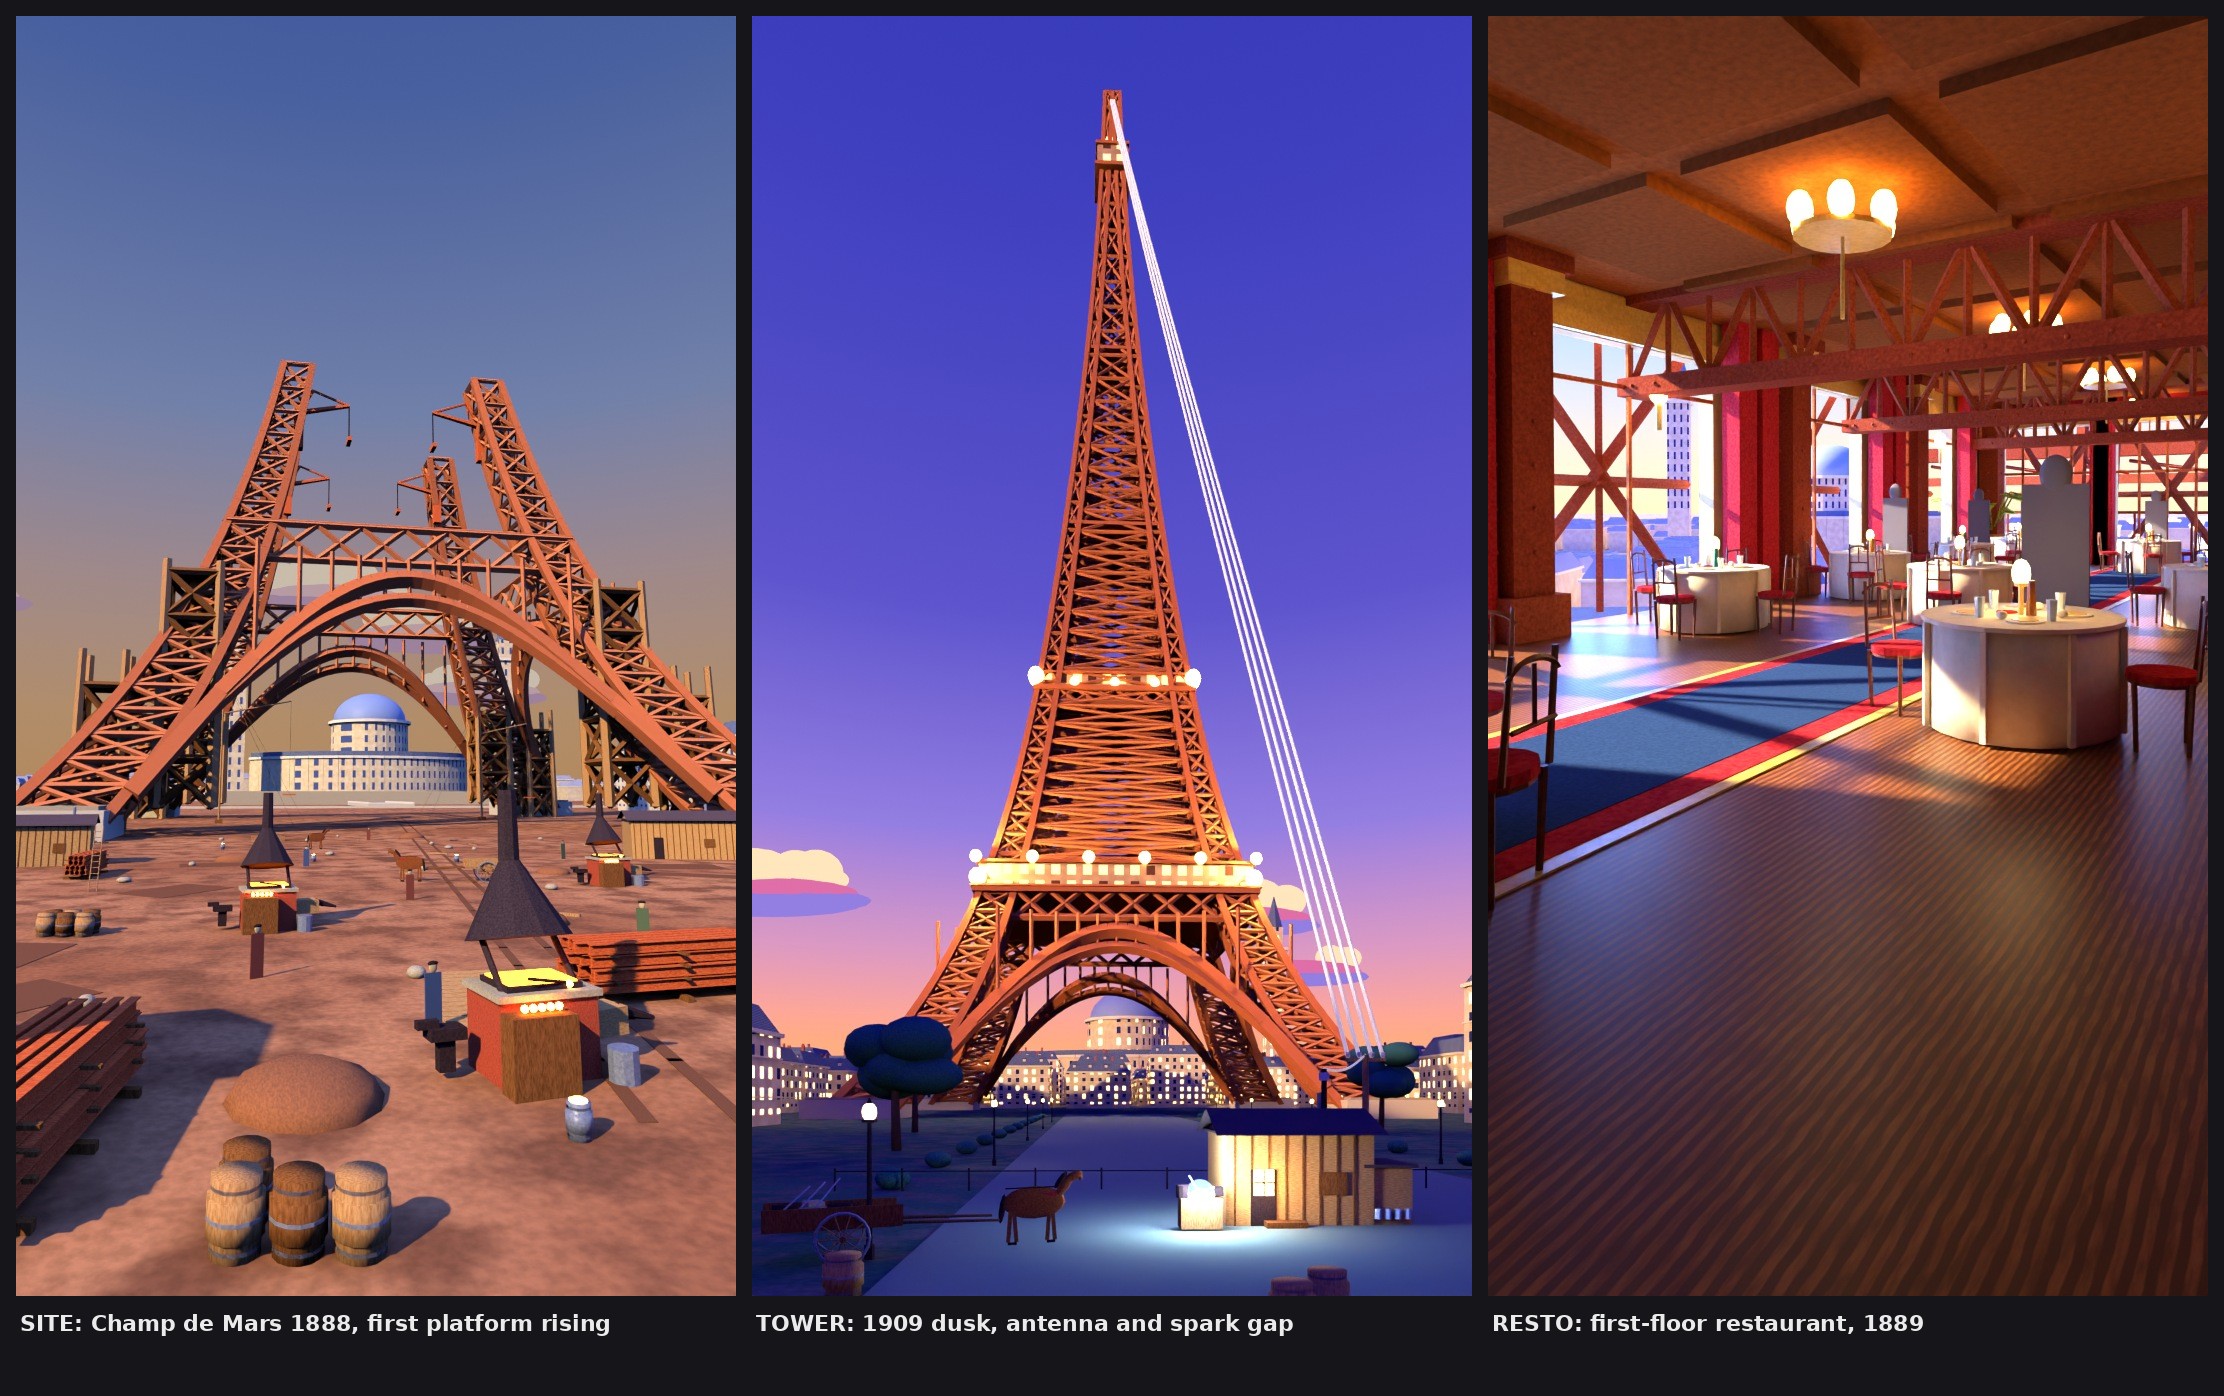 SITE: Champ de Mars 1888, first platform rising
TOWER: 1909 dusk, antenna and spark gap
RESTO: first-floor restaurant, 1889